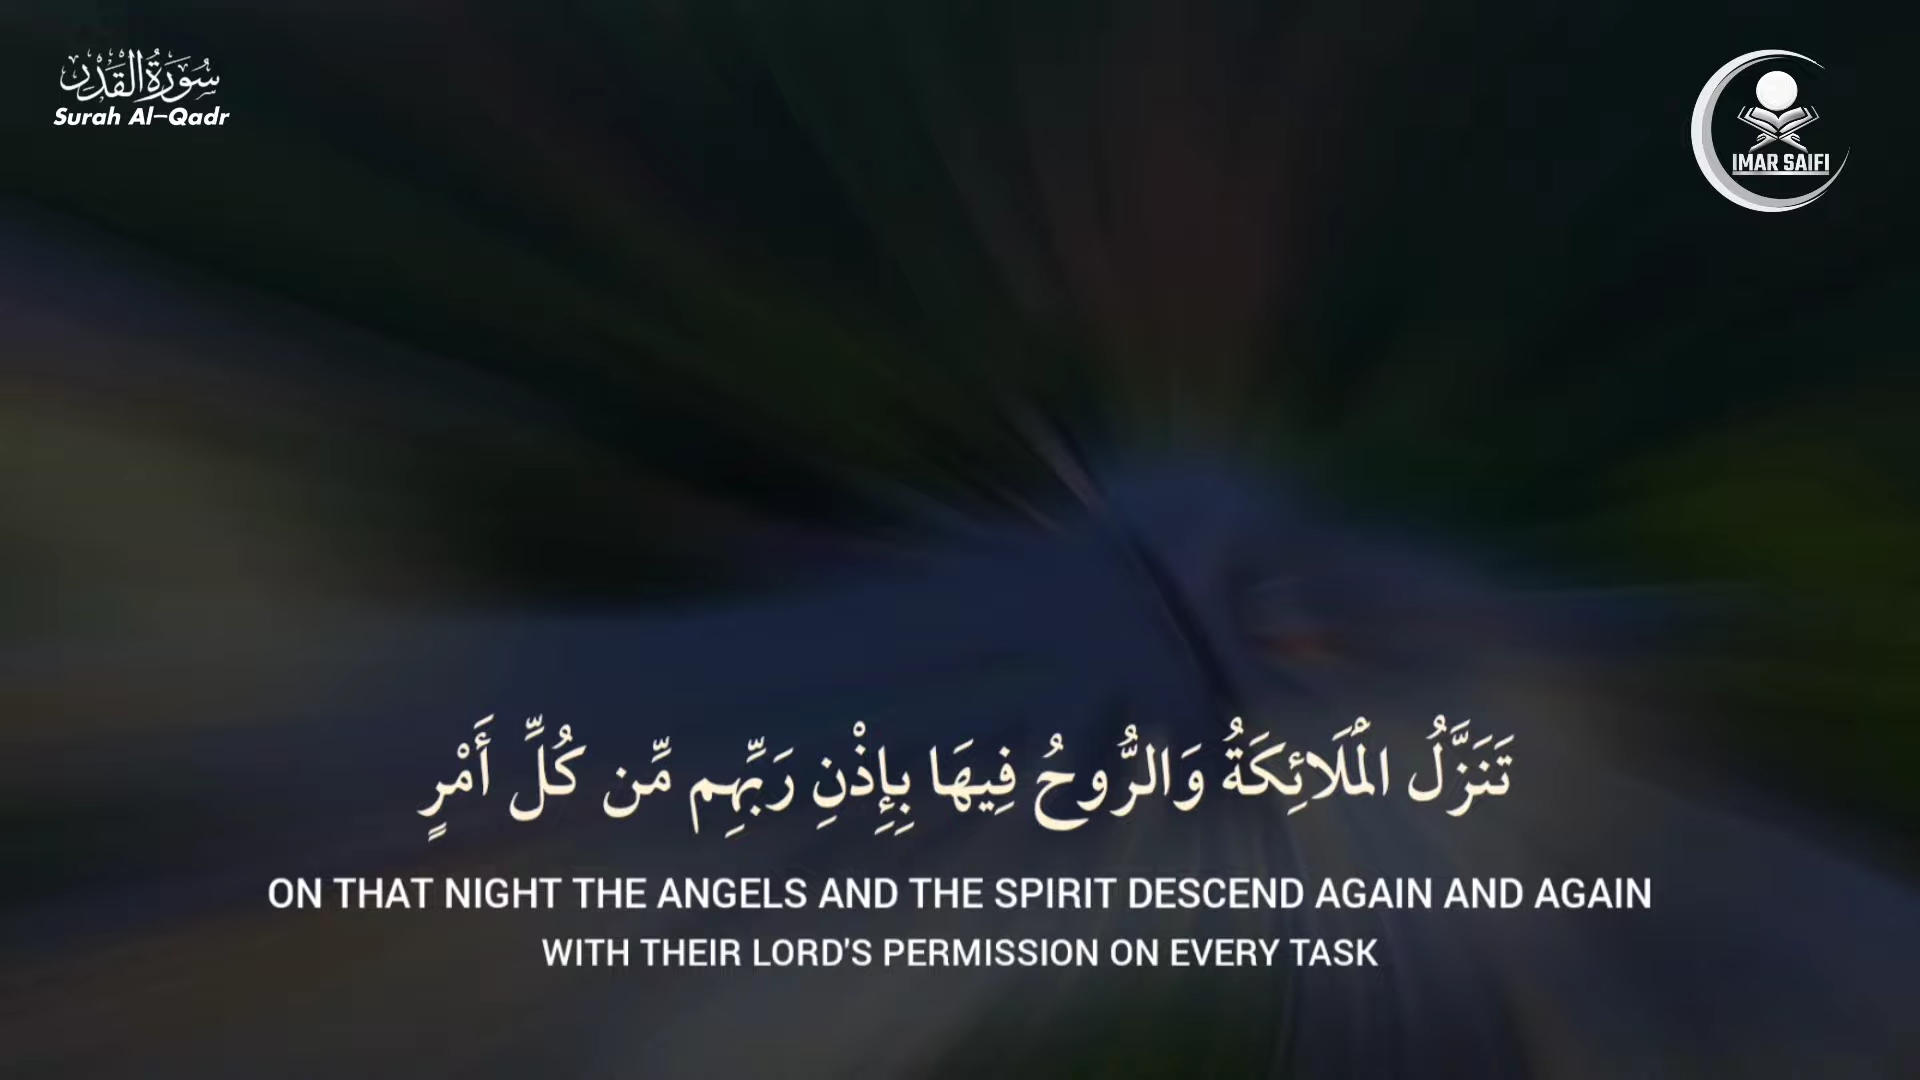 سُورَةُ القَدْرِ
Surah Al-Qadr
IMAR SAIFI
تَنَزَّلُ الْمَلَائِكَةُ وَالرُّوحُ فِيهَا بِإِذْنِ رَبِّهِم مِّن كُلِّ أَمْرٍ
ON THAT NIGHT THE ANGELS AND THE SPIRIT DESCEND AGAIN AND AGAIN
WITH THEIR LORD'S PERMISSION ON EVERY TASK